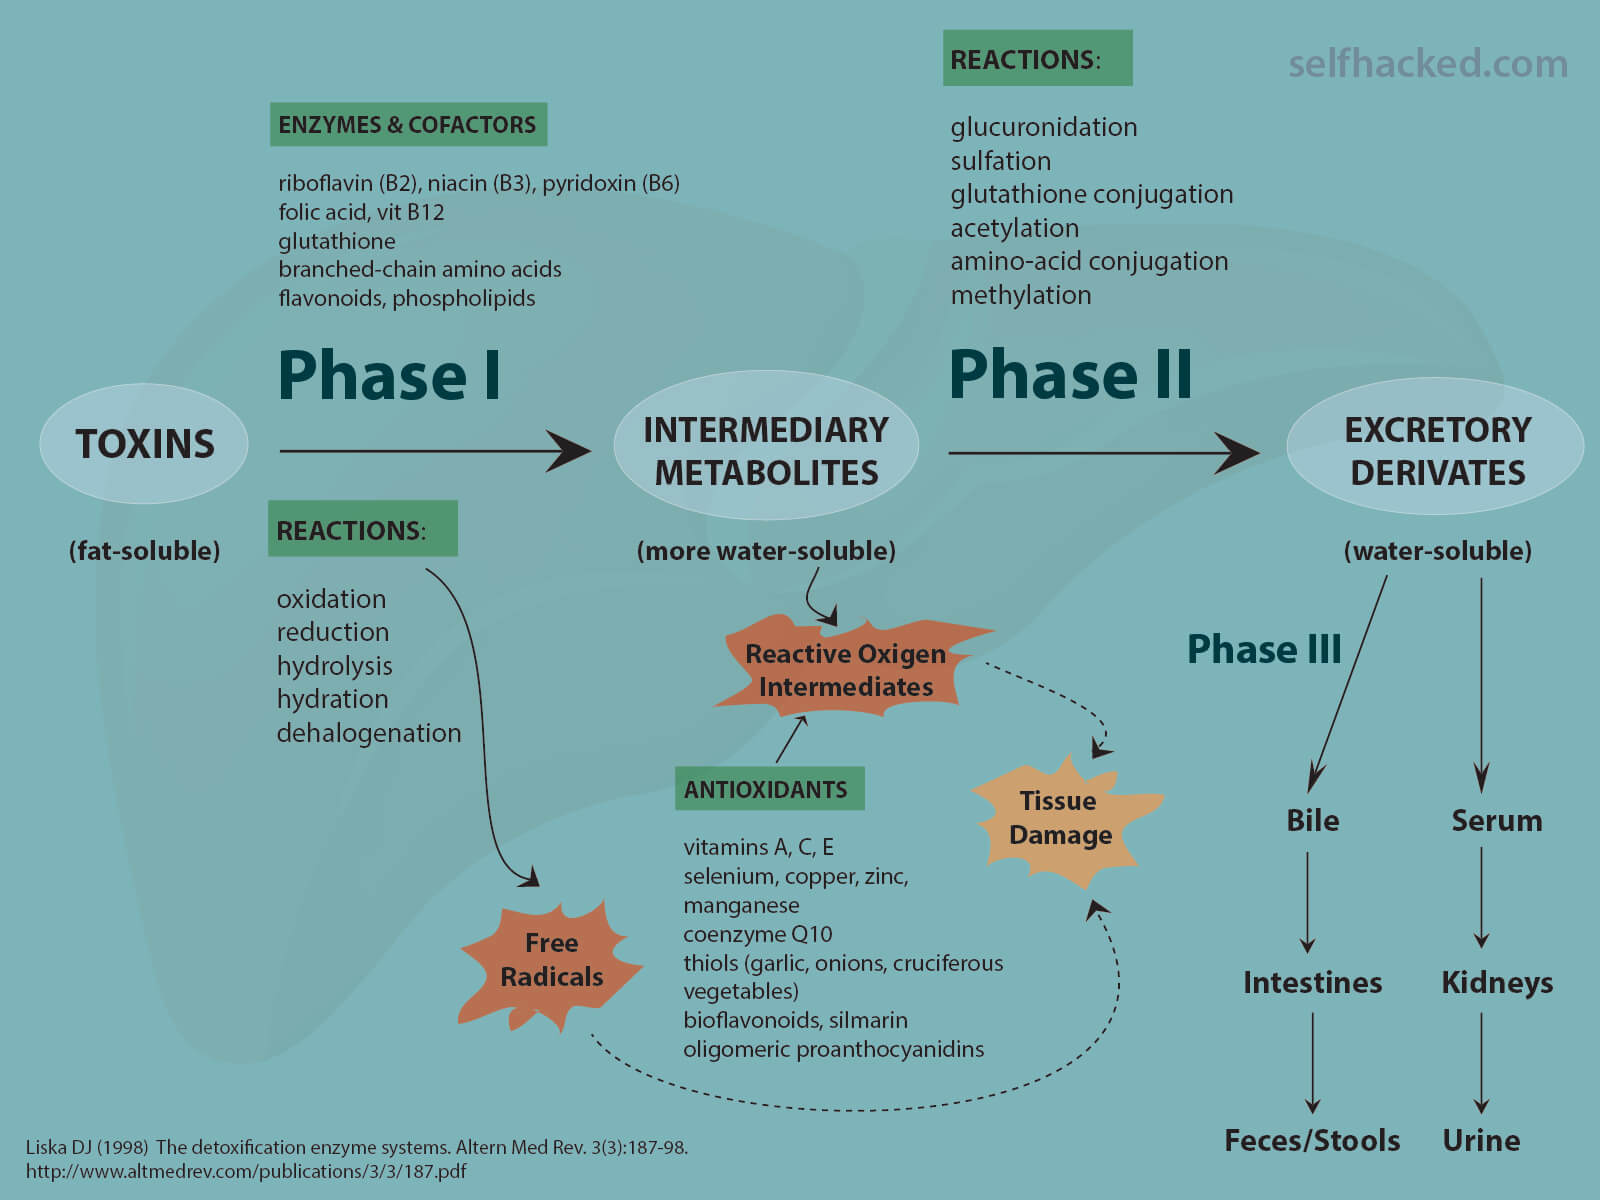 selfhacked.com
ENZYMES & COFACTORS
riboflavin (B2), niacin (B3), pyridoxin (B6)
folic acid, vit B12
glutathione
branched-chain amino acids
flavonoids, phospholipids
REACTIONS:
glucuronidation
sulfation
glutathione conjugation
acetylation
amino-acid conjugation
methylation
Phase I
Phase II
TOXINS
(fat-soluble)
INTERMEDIARY
METABOLITES
(more water-soluble)
EXCRETORY
DERIVATES
(water-soluble)
REACTIONS:
oxidation
reduction
hydrolysis
hydration
dehalogenation
Reactive Oxigen
Intermediates
Phase III
ANTIOXIDANTS
vitamins A, C, E
selenium, copper, zinc,
manganese
coenzyme Q10
thiols (garlic, onions, cruciferous
vegetables)
bioflavonoids, silmarin
oligomeric proanthocyanidins
Tissue
Damage
Free
Radicals
Bile
Serum
Intestines
Kidneys
Feces/Stools
Urine
Liska DJ (1998) The detoxification enzyme systems. Altern Med Rev. 3(3):187-98.
http://www.altmedrev.com/publications/3/3/187.pdf